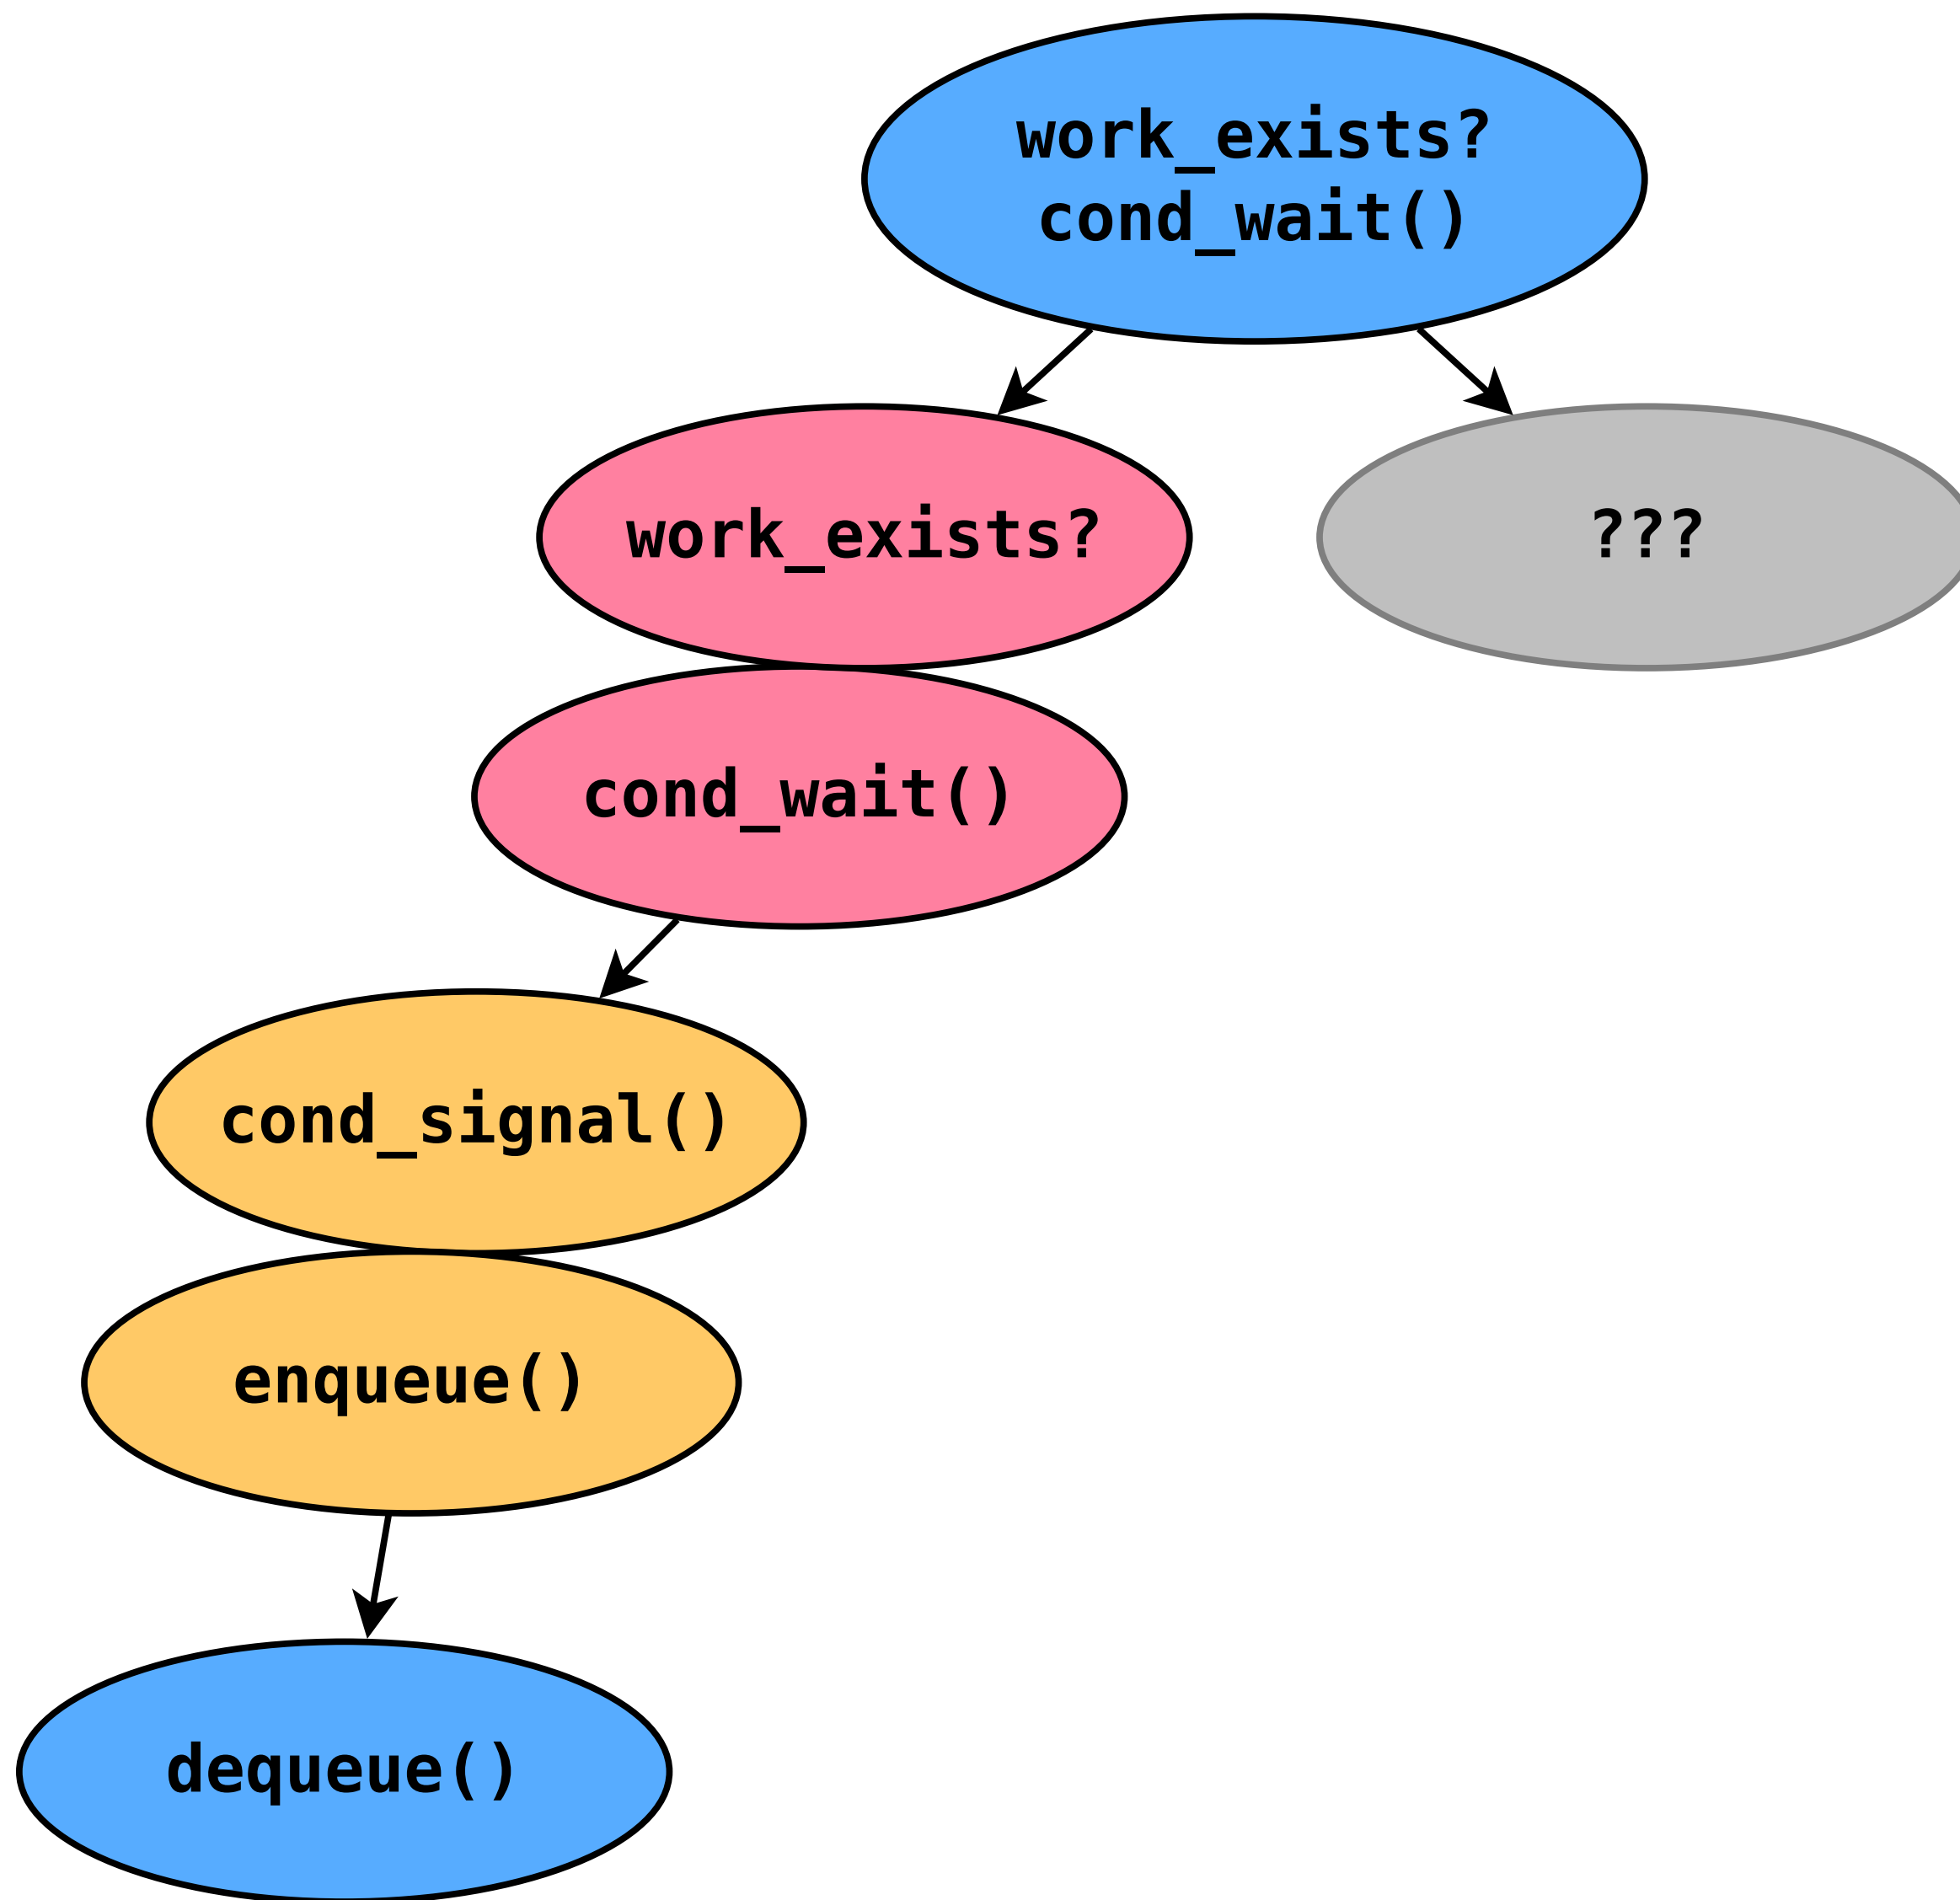 work_exists?
cond_wait()
work_exists?
???
cond_wait()
cond_signal()
enqueue()
dequeue()